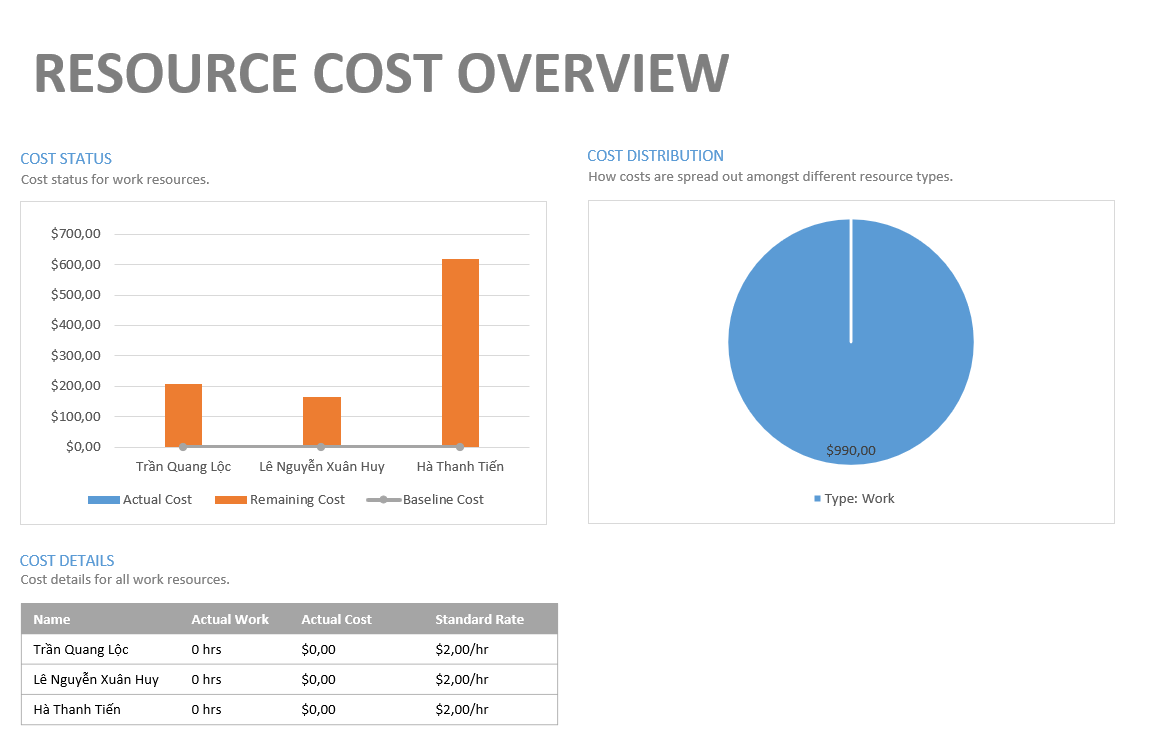 RESOURCE COST OVERVIEW
COST STATUS
Cost status for work resources.
$700,00
$600,00
$500,00
$400,00
$300,00
$200,00
$100,00
$0,00
Trần Quang Lộc Lê Nguyễn Xuân Huy Hà Thanh Tiến
Actual Cost Remaining Cost Baseline Cost
COST DISTRIBUTION
How costs are spread out amongst different resource types.
$990,00
Type: Work
COST DETAILS
Cost details for all work resources.
Name Actual Work Actual Cost Standard Rate
Trần Quang Lộc 0 hrs $0,00 $2,00/hr
Lê Nguyễn Xuân Huy 0 hrs $0,00 $2,00/hr
Hà Thanh Tiến 0 hrs $0,00 $2,00/hr